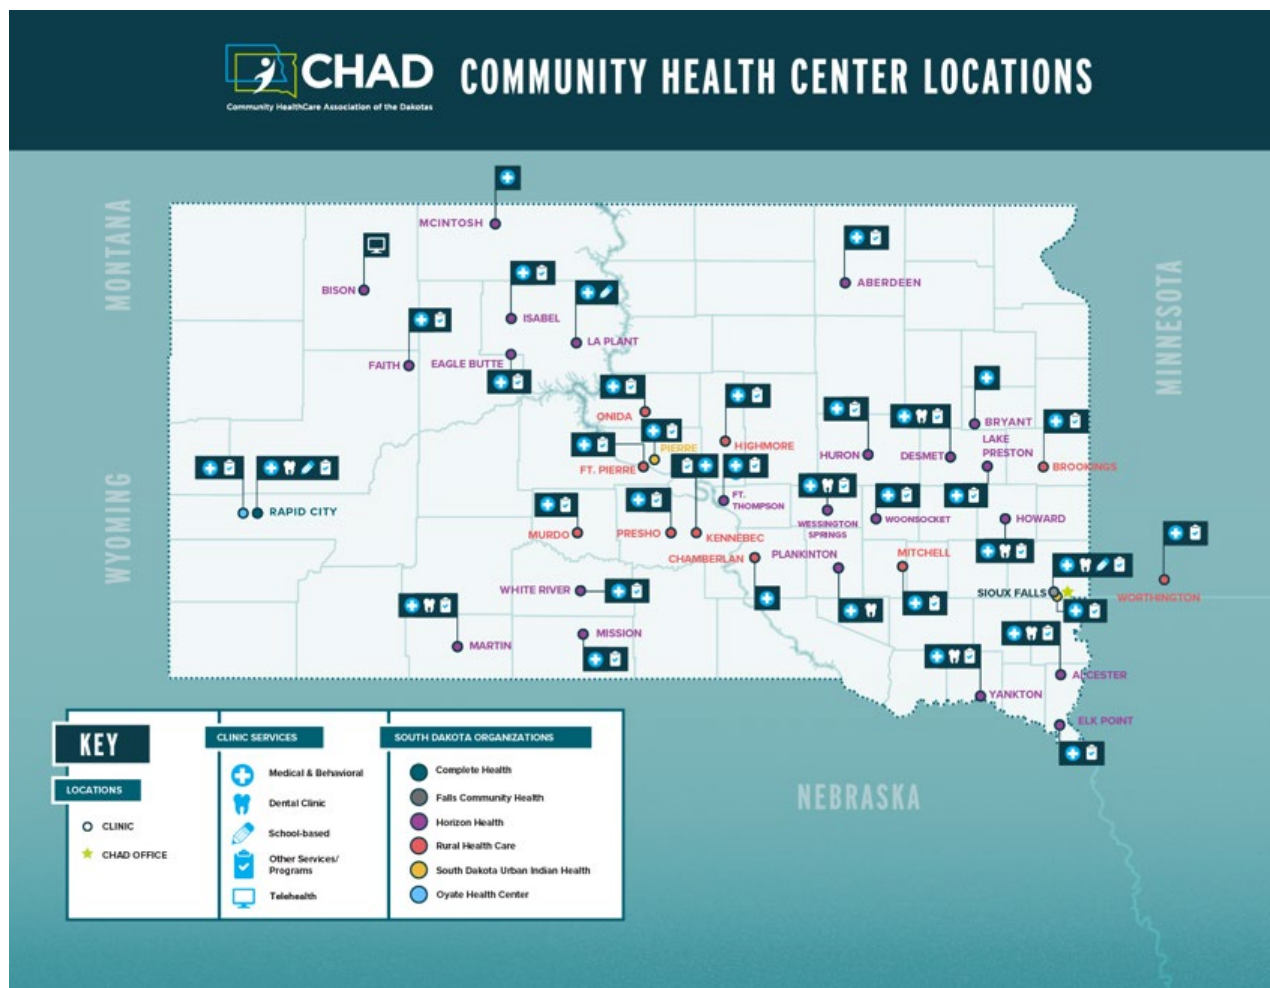 CHAD
Community HealthCare Association of the Dakotas
COMMUNITY HEALTH CENTER LOCATIONS
MONTANA
WYOMING
MINNESOTA
NEBRASKA
MCINTOSH
BISON
ISABEL
LA PLANT
ABERDEEN
FAITH
EAGLE BUTTE
ONIDA
PIERRE
FT. PIERRE
HIGHMORE
HURON
DESMET
BRYANT
LAKE
PRESTON
BROOKINGS
RAPID CITY
FT.
THOMPSON
WESSINGTON
SPRINGS
WOONSOCKET
HOWARD
MURDO
PRESHO
KENNEBEC
CHAMBERLAN
PLANKINTON
MITCHELL
WHITE RIVER
SIOUX FALLS
WORTHINGTON
MARTIN
MISSION
YANKTON
ALCESTER
ELK POINT
KEY
LOCATIONS
CLINIC
CHAD OFFICE
CLINIC SERVICES
Medical & Behavioral
Dental Clinic
School-based
Other Services/
Programs
Telehealth
SOUTH DAKOTA ORGANIZATIONS
Complete Health
Falls Community Health
Horizon Health
Rural Health Care
South Dakota Urban Indian Health
Oyate Health Center